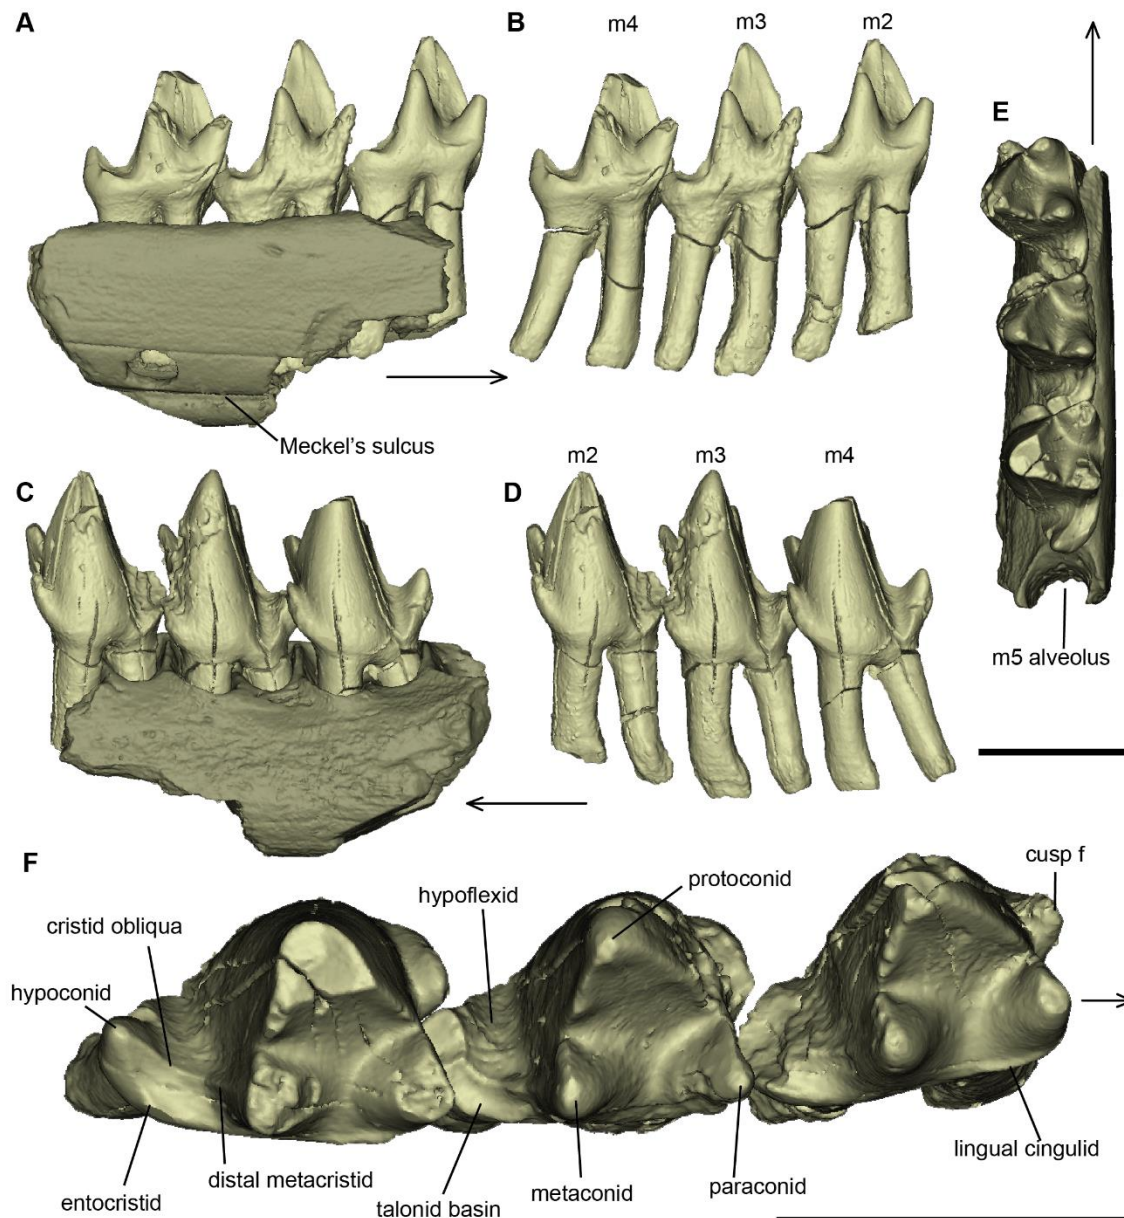 A
B
m4
m3
m2
E
Meckel's sulcus
C
D
m2
m3
m4
m5 alveolus
F
cusp f
protoconid
hypoflexid
cristid obliqua
hypoconid
lingual cingulid
distal metacristid
paraconid
metaconid
entocristid
talonid basin